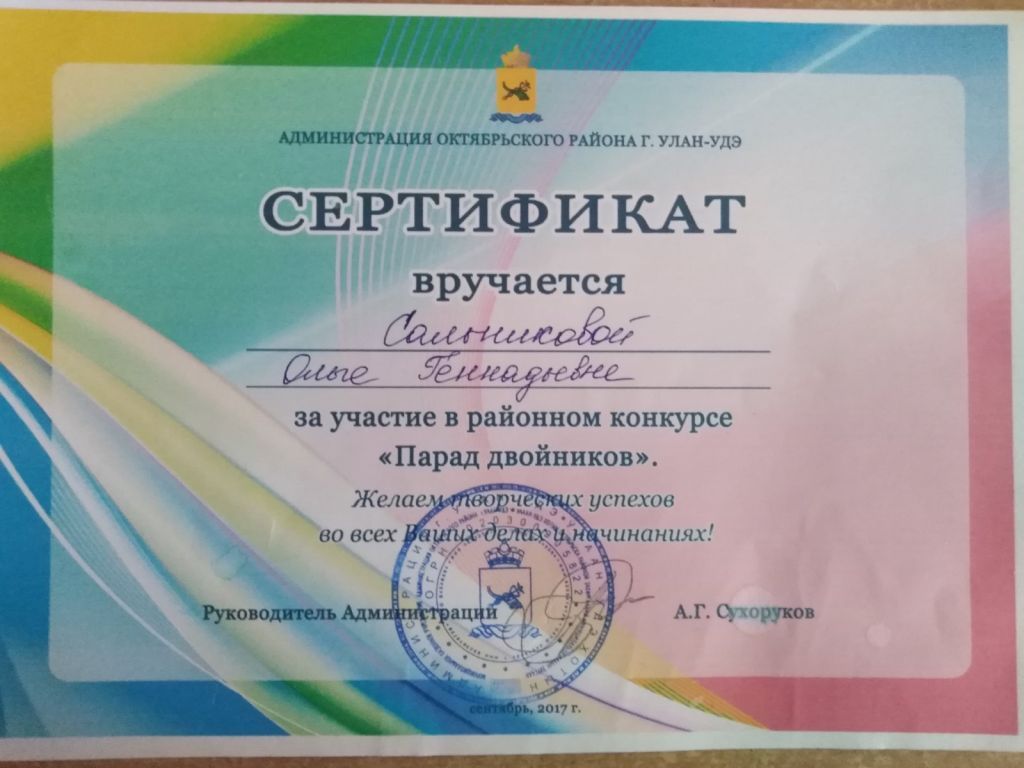 АДМИНИСТРАЦИЯ ОКТЯБРЬСКОГО РАЙОНА Г. УЛАН-УДЭ
СЕРТИФИКАТ
вручается
Сальниковой
Ольге Геннадьевне
за участие в районном конкурсе
«Парад двойников».
Желаем творческих успехов
во всех Ваших делах и начинаниях!
Руководитель Администрации
А.Г. Сухоруков
сентябрь, 2017 г.